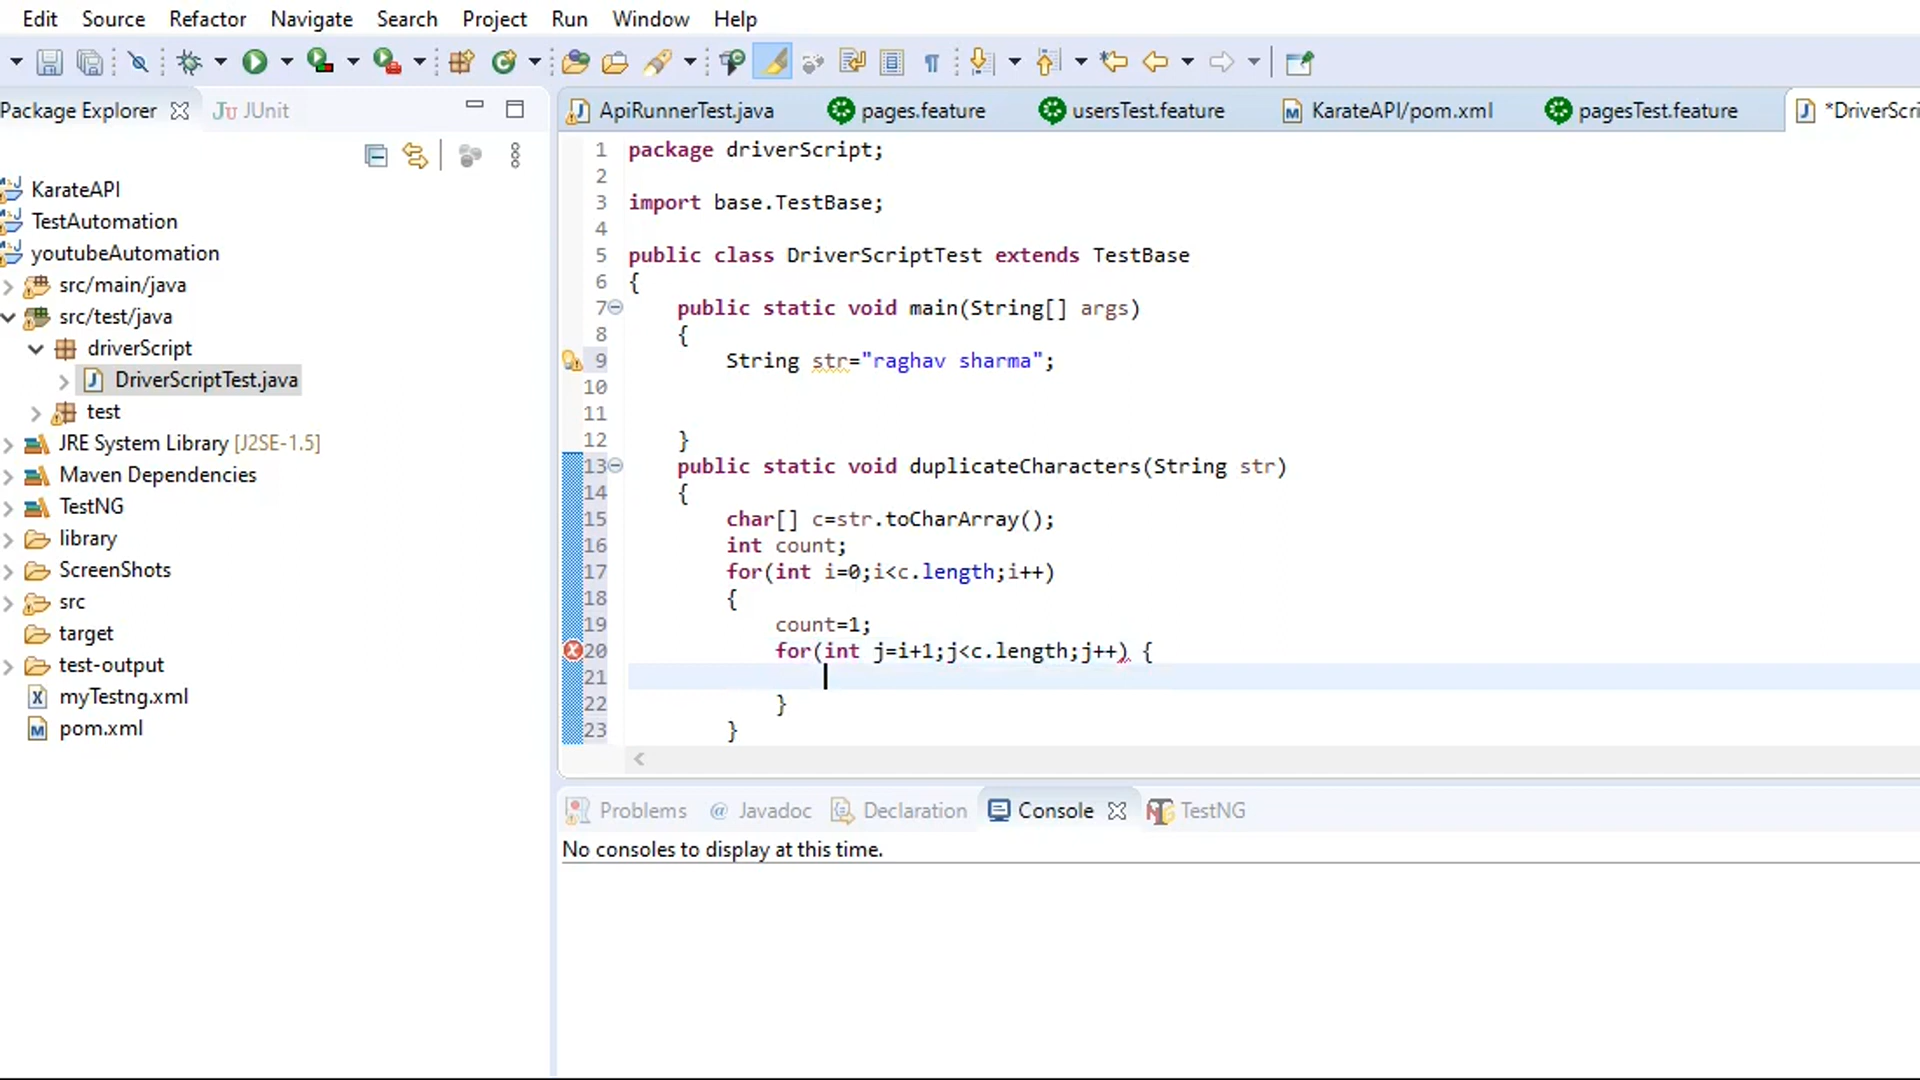 Edit Source Refactor Navigate Search Project Run Window Help
Package Explorer JUnit
KarateAPI
TestAutomation
youtubeAutomation
src/main/java
src/test/java
driverScript
DriverScriptTest.java
test
JRE System Library [J2SE-1.5]
Maven Dependencies
TestNG
library
ScreenShots
src
target
test-output
myTestng.xml
pom.xml
ApiRunnerTest.java pages.feature usersTest.feature KarateAPI/pom.xml pagesTest.feature *DriverScri
1 package driverScript;
2
3 import base.TestBase;
4
5 public class DriverScriptTest extends TestBase
6 {
7 public static void main(String[] args)
8 {
9 String str="raghav sharma";
10
11
12 }
13 public static void duplicateCharacters(String str)
14 {
15 char[] c=str.toCharArray();
16 int count;
17 for(int i=0;i<c.length;i++)
18 {
19 count=1;
20 for(int j=i+1;j<c.length;j++) {
21
22 }
23 }
Problems @ Javadoc Declaration Console TestNG
No consoles to display at this time.